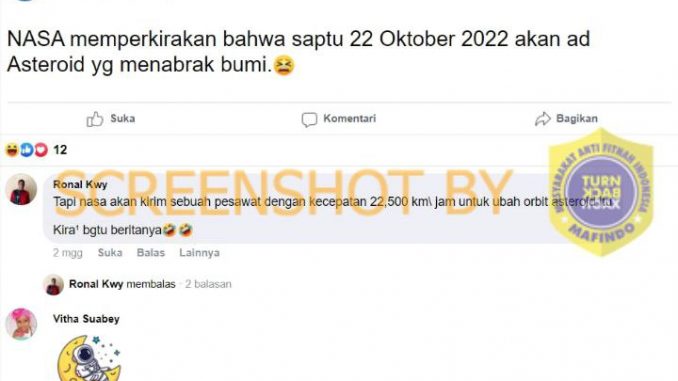 NASA memperkirakan bahwa saptu 22 Oktober 2022 akan ad
Asteroid yg menabrak bumi.😫
Suka
Komentari
Bagikan
12
Ronal Kwy
Tapi nasa akan kirim sebuah pesawat dengan kecepatan 22,500 km\ jam untuk ubah orbit
Kira² bgtu beritanya🤣🤣
2 mgg Suka Balas Lainnya
Ronal Kwy membalas · 2 balasan
Vitha Suabey
SCREENSHOT BY
MASYARAKAT ANTI FITNAH INDONESIA
TURN
BACK
HOAX
MAFINDO